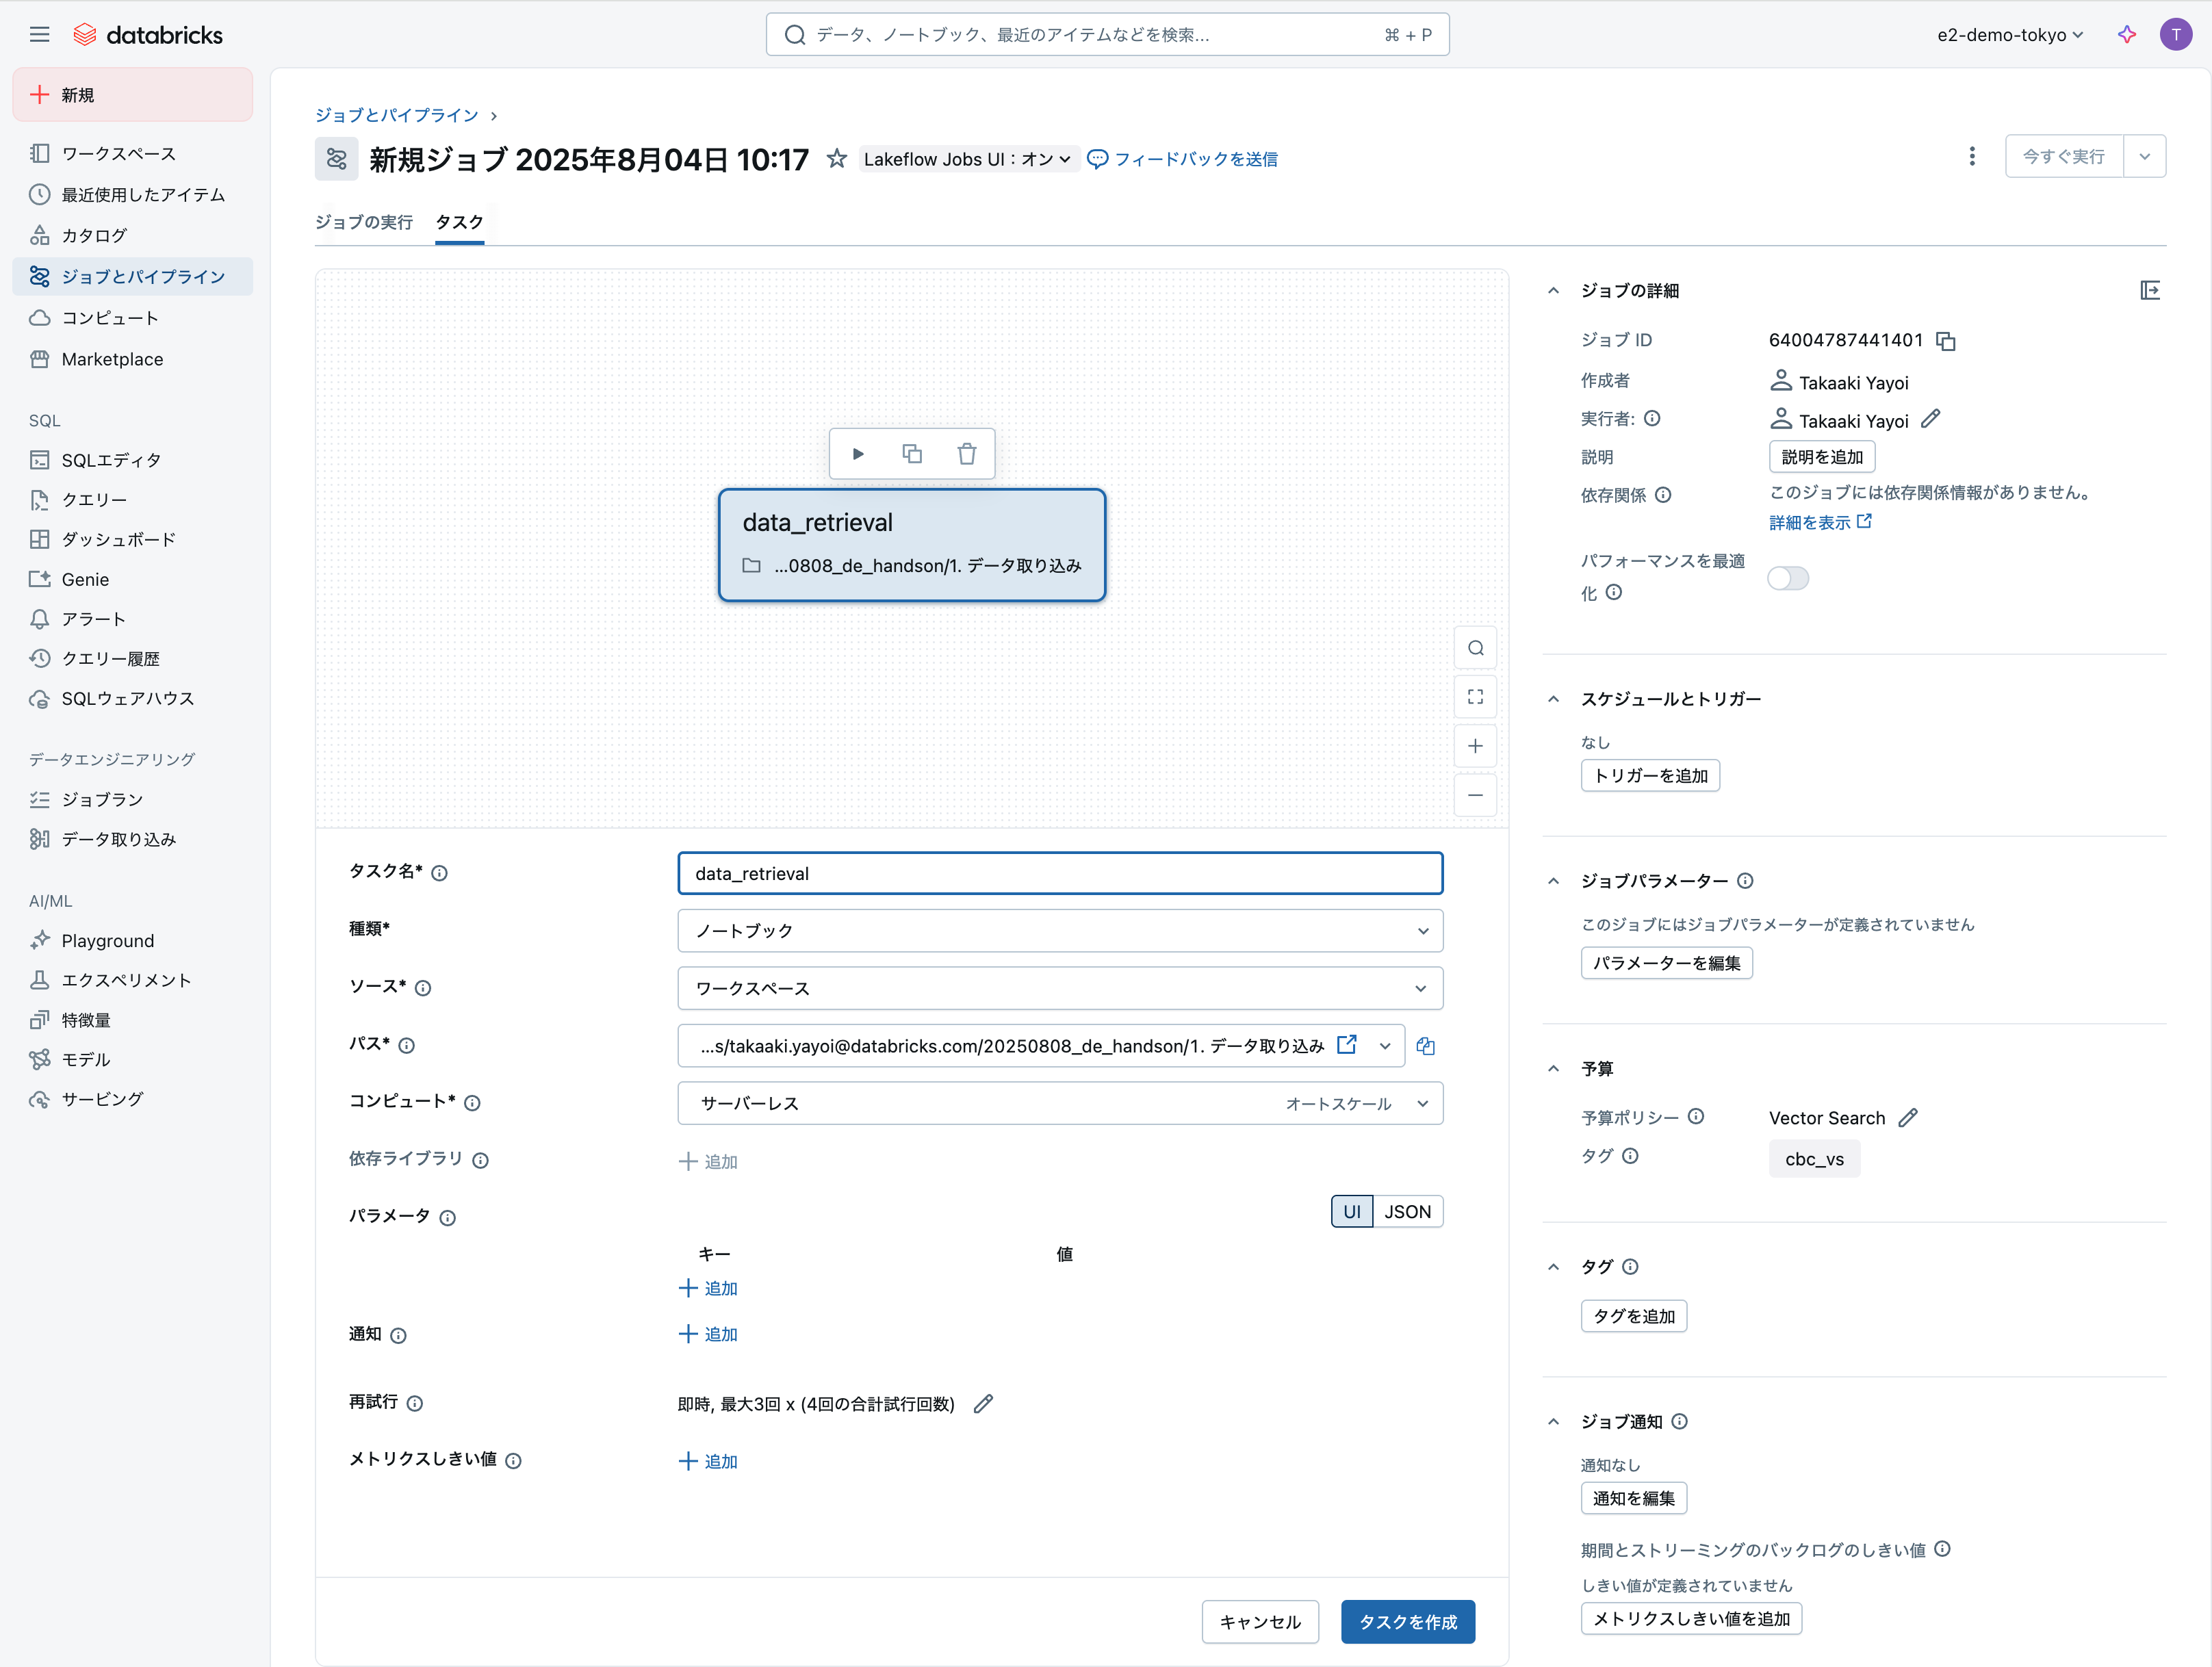 databricks
データ、ノートブック、最近のアイテムなどを検索...
⌘ + P
e2-demo-tokyo
T
新規
ワークスペース
最近使用したアイテム
カタログ
ジョブとパイプライン
コンピュート
Marketplace
SQL
SQLエディタ
クエリー
ダッシュボード
Genie
アラート
クエリー履歴
SQLウェアハウス
データエンジニアリング
ジョブラン
データ取り込み
AI/ML
Playground
エクスペリメント
特徴量
モデル
サービング
ジョブとパイプライン
新規ジョブ 2025年8月04日 10:17
Lakeflow Jobs UI：オン
フィードバックを送信
今すぐ実行
ジョブの実行
タスク
data_retrieval
...0808_de_handson/1. データ取り込み
タスク名*
data_retrieval
種類*
ノートブック
ソース*
ワークスペース
パス*
...s/takaaki.yayoi@databricks.com/20250808_de_handson/1. データ取り込み
コンピュート*
サーバーレス
オートスケール
依存ライブラリ
追加
パラメータ
UI
JSON
キー
値
追加
通知
追加
再試行
即時, 最大3回 x (4回の合計試行回数)
メトリクスしきい値
追加
キャンセル
タスクを作成
ジョブの詳細
ジョブ ID
64004787441401
作成者
Takaaki Yayoi
実行者:
Takaaki Yayoi
説明
説明を追加
依存関係
このジョブには依存関係情報がありません。
詳細を表示
パフォーマンスを最適
化
スケジュールとトリガー
なし
トリガーを追加
ジョブパラメーター
このジョブにはジョブパラメーターが定義されていません
パラメーターを編集
予算
予算ポリシー
Vector Search
タグ
cbc_vs
タグ
タグを追加
ジョブ通知
通知なし
通知を編集
期間とストリーミングのバックログのしきい値
しきい値が定義されていません
メトリクスしきい値を追加